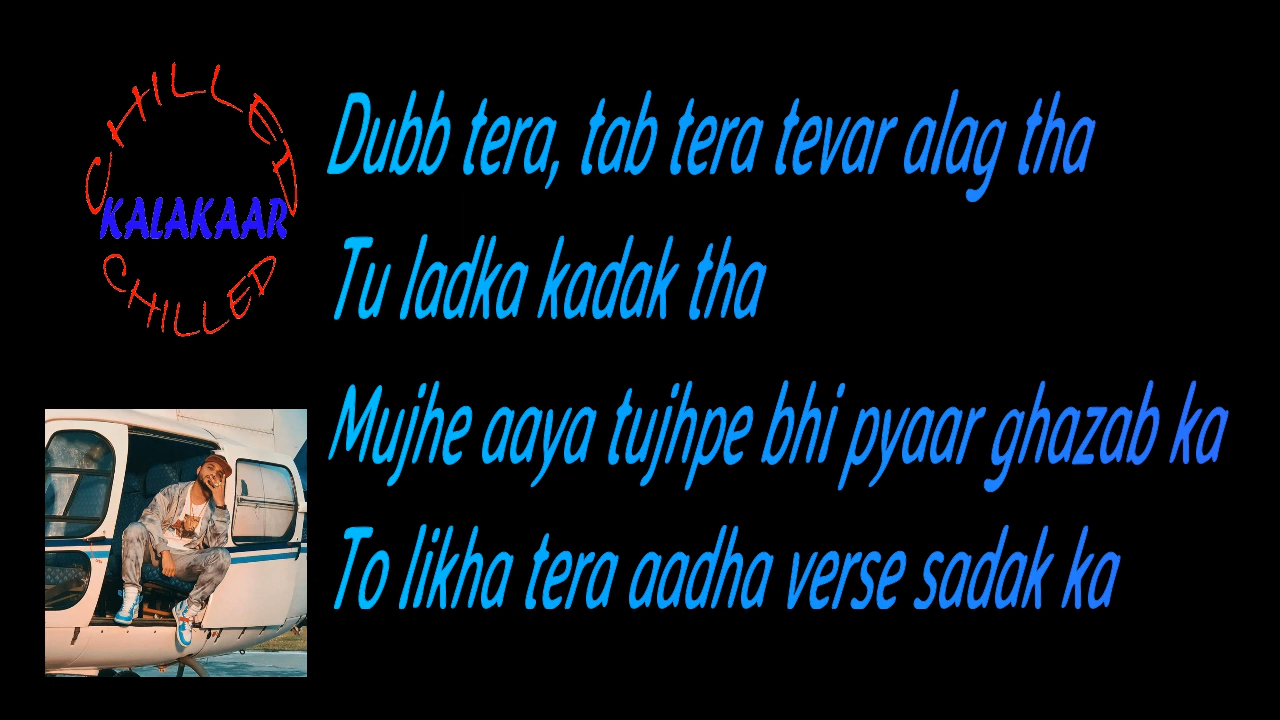 CHILLED
KALAKAAR
CHILLED
Dubb tera, tab tera tevar alag tha
Tu ladka kadak tha
Mujhe aaya tujhpe bhi pyaar ghazab ka
To likha tera aadha verse sadak ka